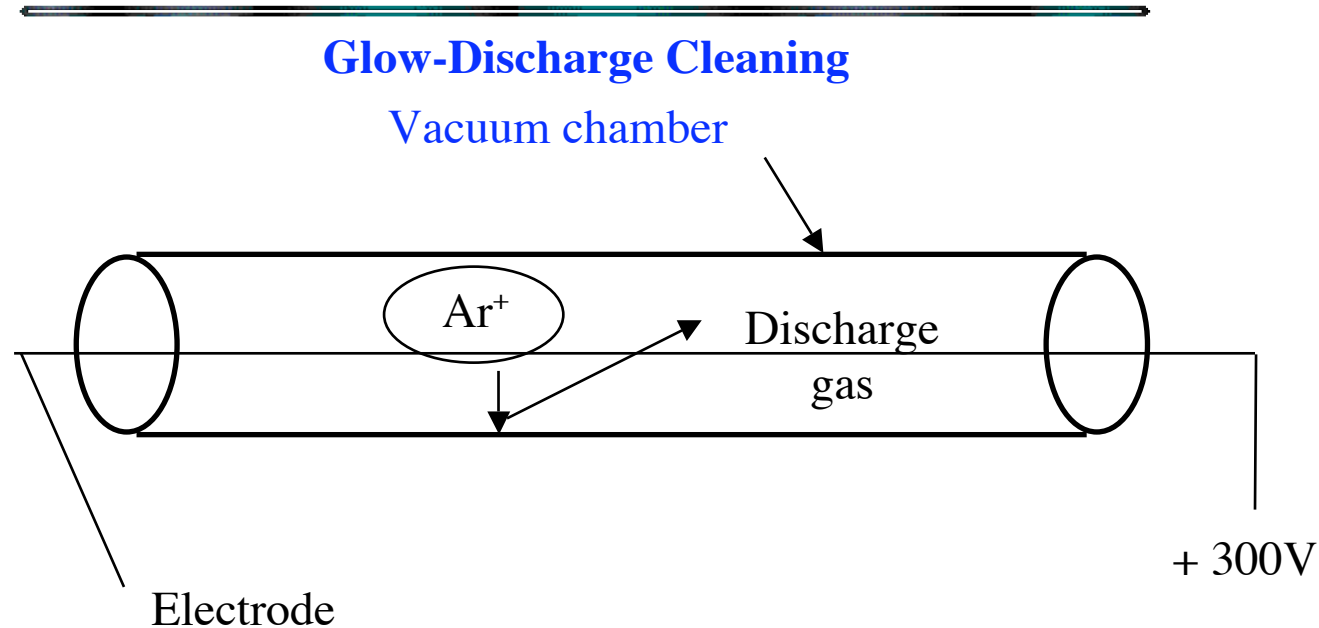 Glow-Discharge Cleaning
Vacuum chamber
Ar⁺
Discharge
gas
+ 300V
Electrode